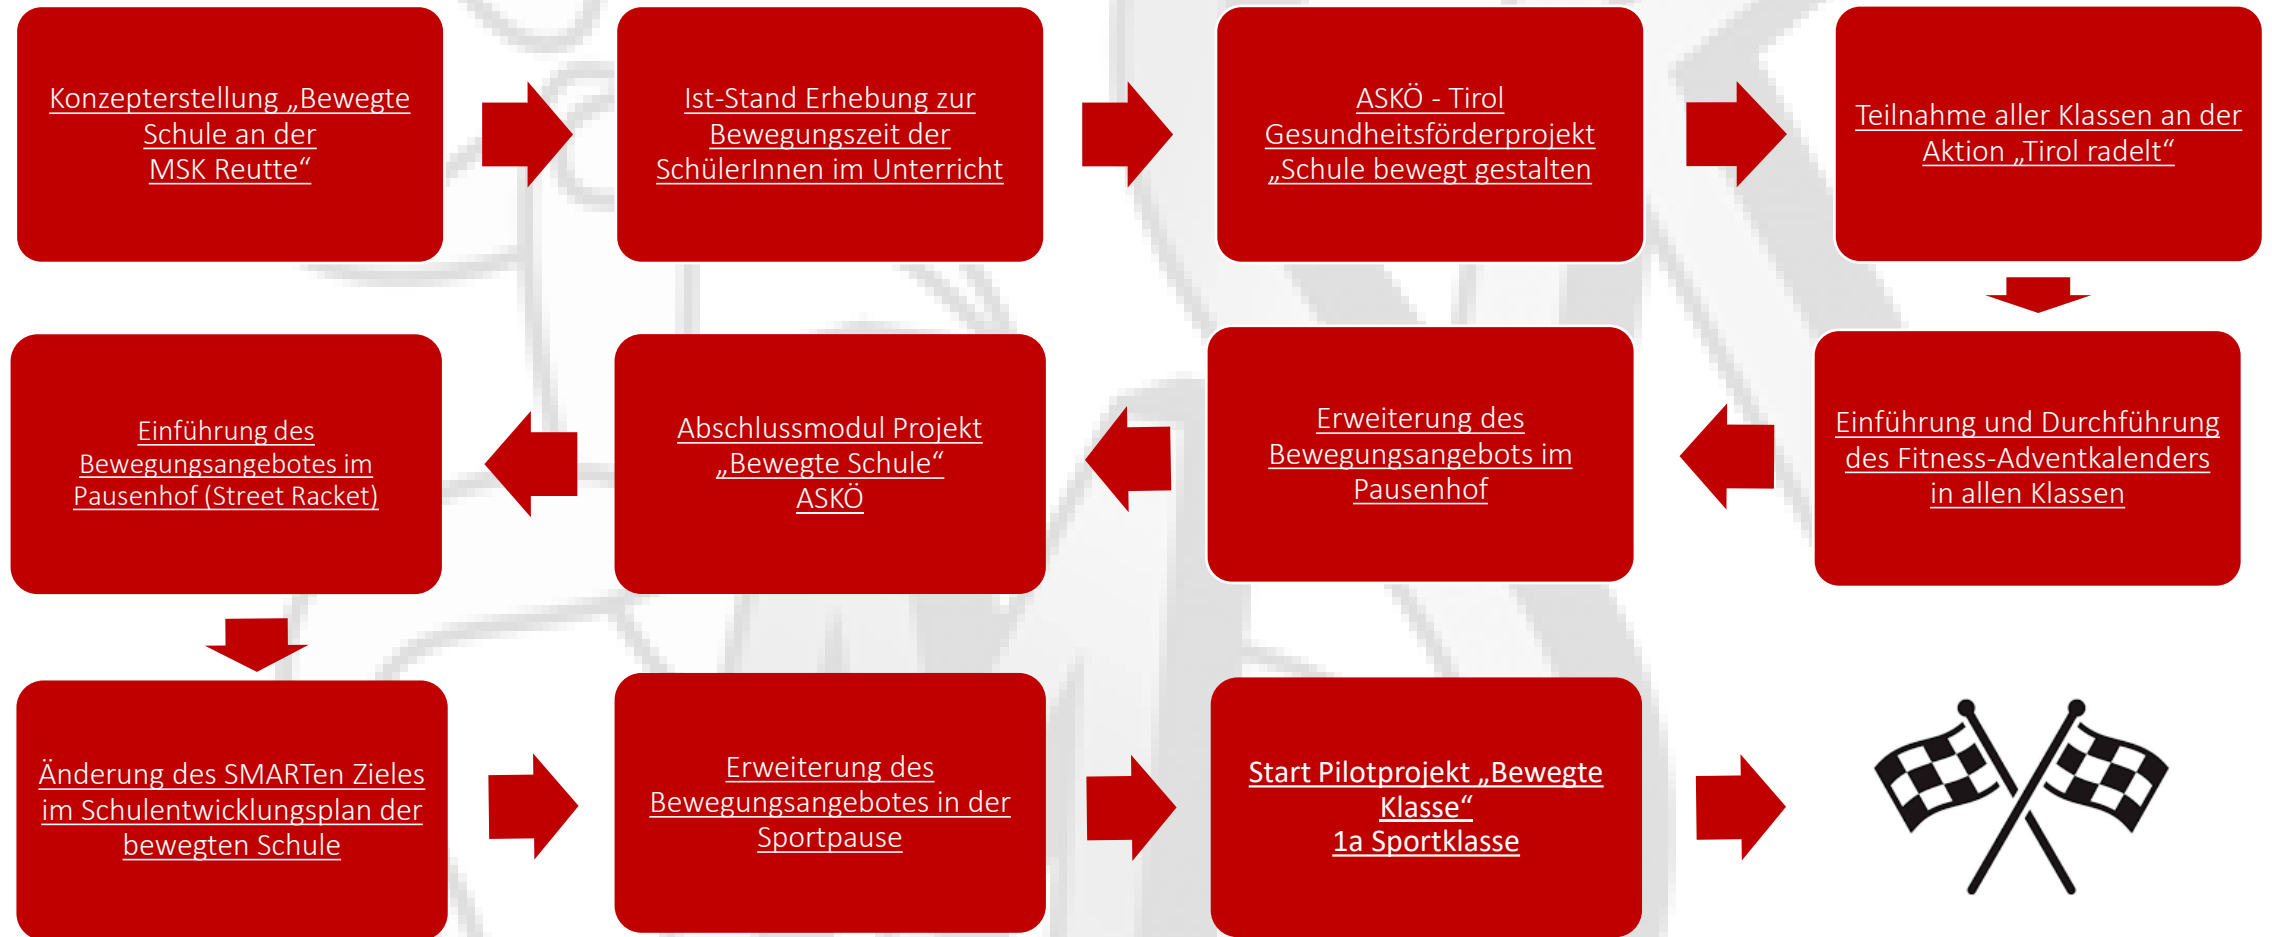 Konzepterstellung „Bewegte
Schule an der
MSK Reutte“
Ist-Stand Erhebung zur
Bewegungszeit der
SchülerInnen im Unterricht
ASKÖ - Tirol
Gesundheitsförderprojekt
„Schule bewegt gestalten
Teilnahme aller Klassen an der
Aktion „Tirol radelt“
Einführung und Durchführung
des Fitness-Adventkalenders
in allen Klassen
Erweiterung des
Bewegungsangebots im
Pausenhof
Abschlussmodul Projekt
„Bewegte Schule“
ASKÖ
Einführung des
Bewegungsangebotes im
Pausenhof (Street Racket)
Änderung des SMARTen Zieles
im Schulentwicklungsplan der
bewegten Schule
Erweiterung des
Bewegungsangebotes in der
Sportpause
Start Pilotprojekt „Bewegte
Klasse“
1a Sportklasse